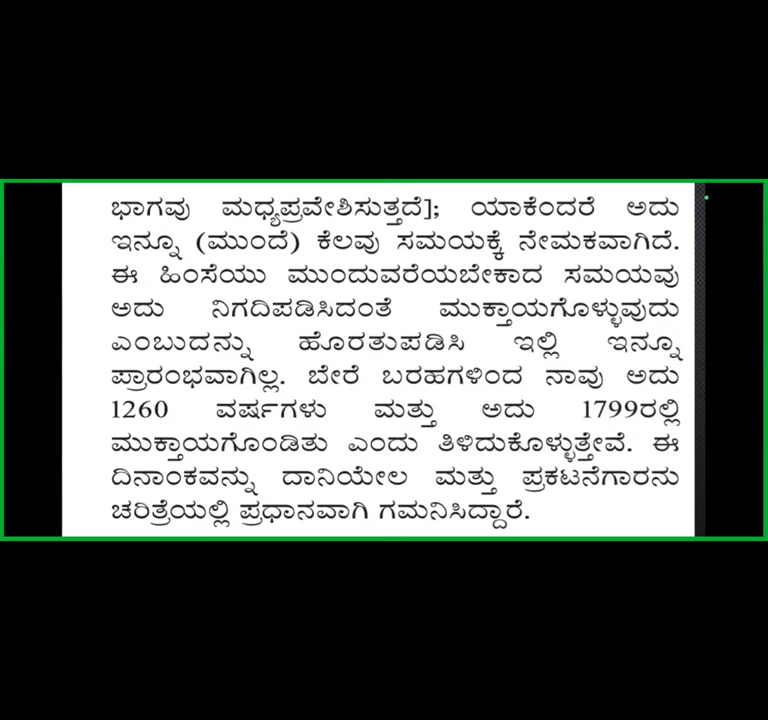 ಭಾಗವು ಮಧ್ಯಪ್ರವೇಶಿಸುತ್ತದೆ]; ಯಾಕೆಂದರೆ ಅದು
ಇನ್ನೂ (ಮುಂದೆ) ಕೆಲವು ಸಮಯಕ್ಕೆ ನೇಮಕವಾಗಿದೆ.
ಈ ಹಿಂಸೆಯು ಮುಂದುವರೆಯಬೇಕಾದ ಸಮಯವು
ಅದು ನಿಗದಿಪಡಿಸಿದಂತೆ ಮುಕ್ತಾಯಗೊಳ್ಳುವುದು
ಎಂಬುದನ್ನು ಹೊರತುಪಡಿಸಿ ಇಲ್ಲಿ ಇನ್ನೂ
ಪ್ರಾರಂಭವಾಗಿಲ್ಲ. ಬೇರೆ ಬರಹಗಳಿಂದ ನಾವು ಅದು
1260 ವರ್ಷಗಳು ಮತ್ತು ಅದು 1799ರಲ್ಲಿ
ಮುಕ್ತಾಯಗೊಂಡಿತು ಎಂದು ತಿಳಿದುಕೊಳ್ಳುತ್ತೇವೆ. ಈ
ದಿನಾಂಕವನ್ನು ದಾನಿಯೇಲ ಮತ್ತು ಪ್ರಕಟನೆಗಾರನು
ಚರಿತ್ರೆಯಲ್ಲಿ ಪ್ರಧಾನವಾಗಿ ಗಮನಿಸಿದ್ದಾರೆ.